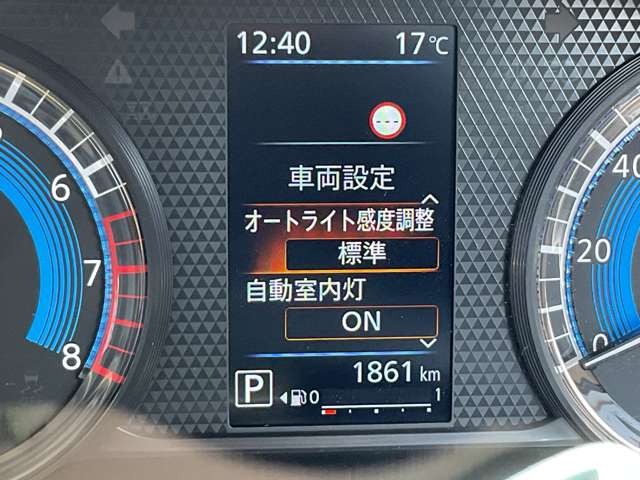 12:40 17℃
車両設定
オートライト感度調整
標準
自動室内灯
ON
1861 km
P 0 1
6
7
8
40
20
0